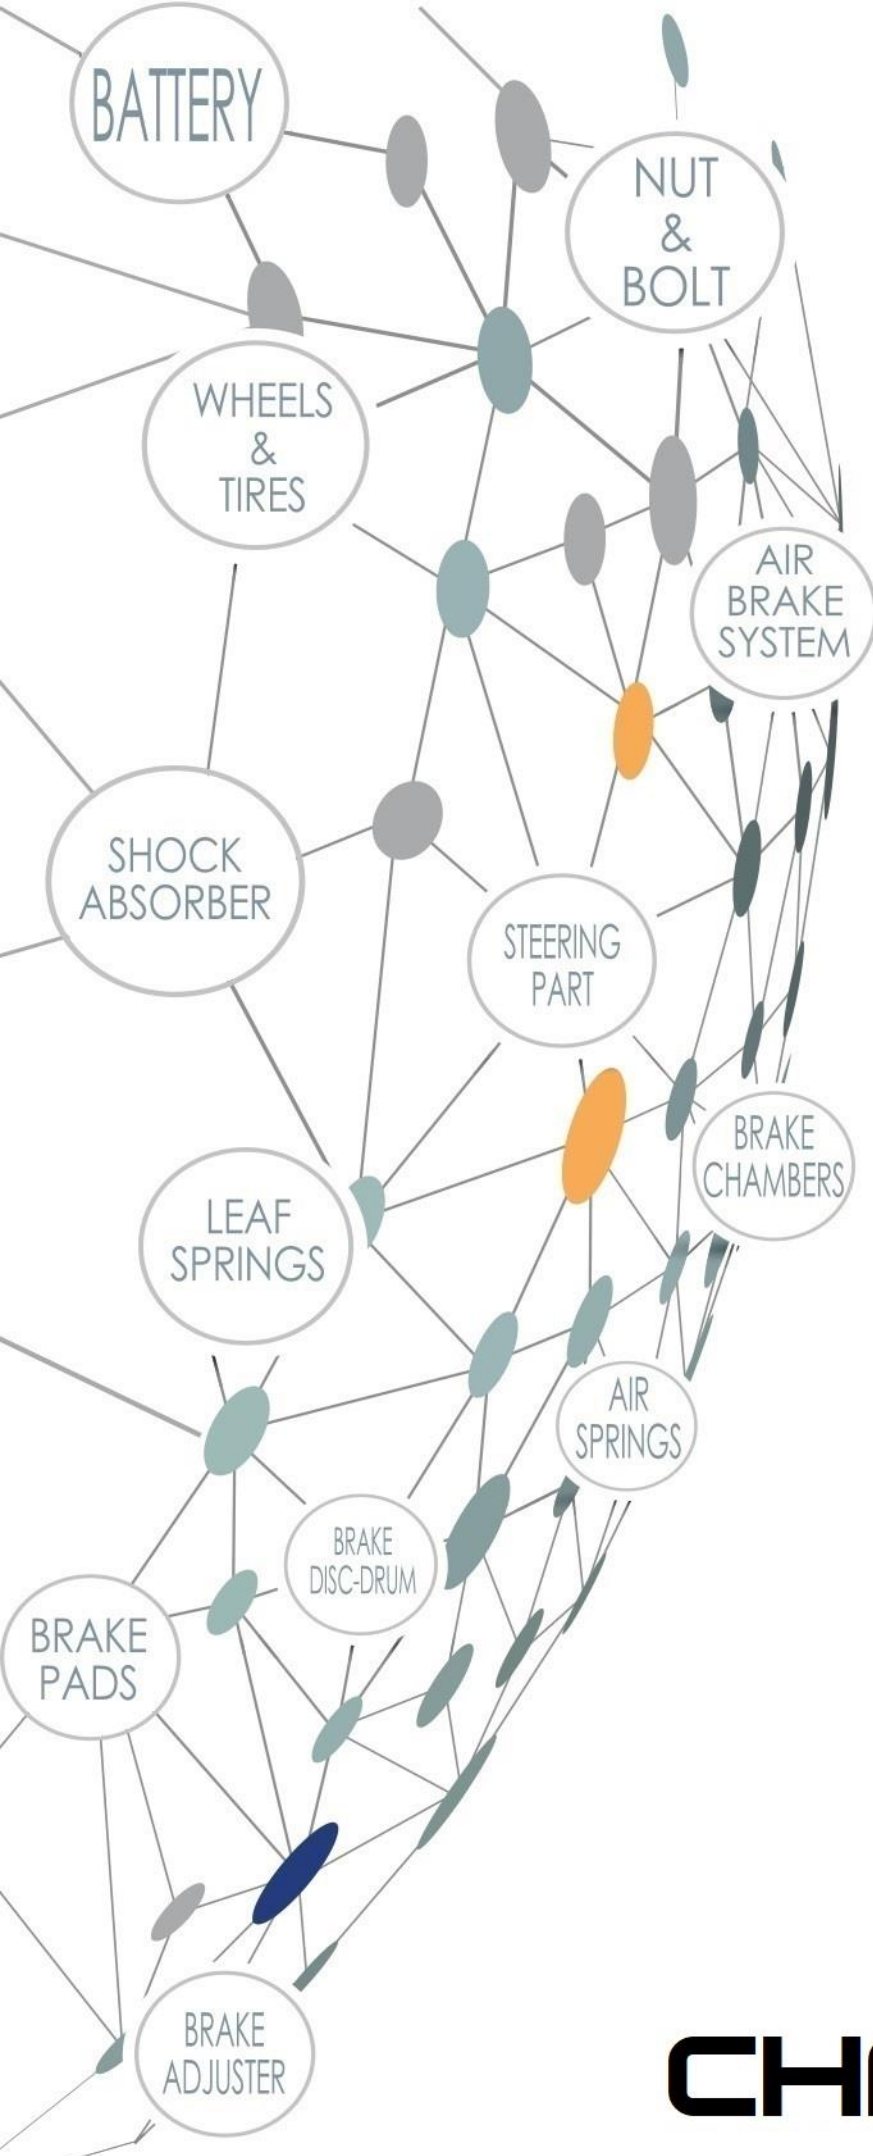 BATTERY
NUT
&
BOLT
WHEELS
&
TIRES
AIR
BRAKE
SYSTEM
SHOCK
ABSORBER
STEERING
PART
BRAKE
CHAMBERS
LEAF
SPRINGS
AIR
SPRINGS
BRAKE
DISC-DRUM
BRAKE
PADS
BRAKE
ADJUSTER